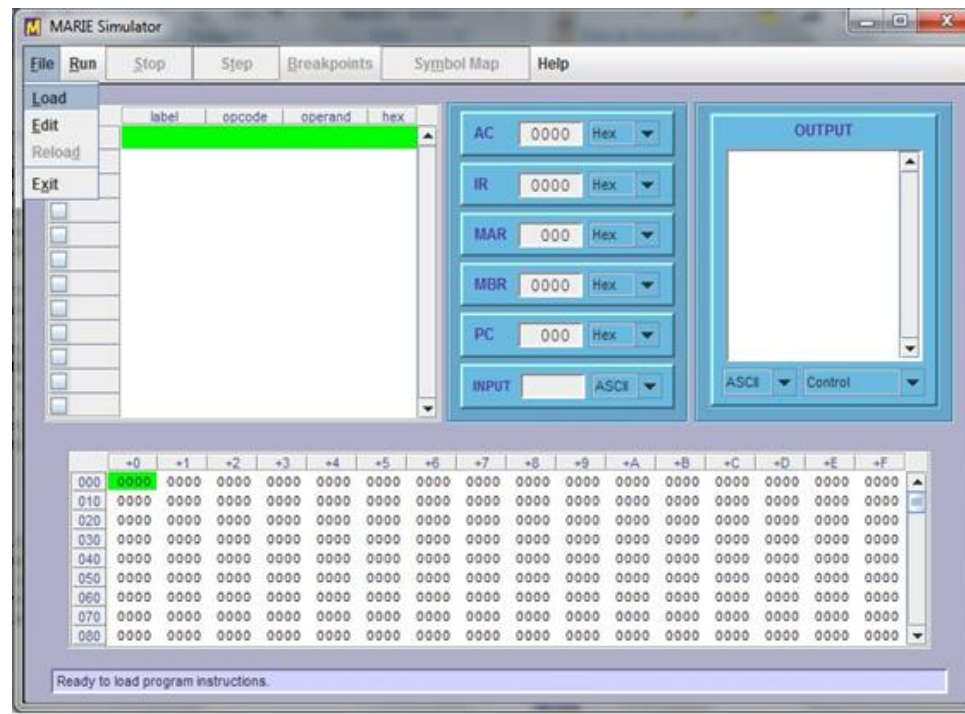 MARIE Simulator
File Run Stop Step Breakpoints Symbol Map Help
Load
Edit
Reload
Exit
label opcode operand hex
AC 0000 Hex
IR 0000 Hex
MAR 000 Hex
MBR 0000 Hex
PC 000 Hex
INPUT ASCII
OUTPUT
ASCII Control
+0 +1 +2 +3 +4 +5 +6 +7 +8 +9 +A +B +C +D +E +F
000 0000 0000 0000 0000 0000 0000 0000 0000 0000 0000 0000 0000 0000 0000 0000 0000
010 0000 0000 0000 0000 0000 0000 0000 0000 0000 0000 0000 0000 0000 0000 0000 0000
020 0000 0000 0000 0000 0000 0000 0000 0000 0000 0000 0000 0000 0000 0000 0000 0000
030 0000 0000 0000 0000 0000 0000 0000 0000 0000 0000 0000 0000 0000 0000 0000 0000
040 0000 0000 0000 0000 0000 0000 0000 0000 0000 0000 0000 0000 0000 0000 0000 0000
050 0000 0000 0000 0000 0000 0000 0000 0000 0000 0000 0000 0000 0000 0000 0000 0000
060 0000 0000 0000 0000 0000 0000 0000 0000 0000 0000 0000 0000 0000 0000 0000 0000
070 0000 0000 0000 0000 0000 0000 0000 0000 0000 0000 0000 0000 0000 0000 0000 0000
080 0000 0000 0000 0000 0000 0000 0000 0000 0000 0000 0000 0000 0000 0000 0000 0000
Ready to load program instructions.